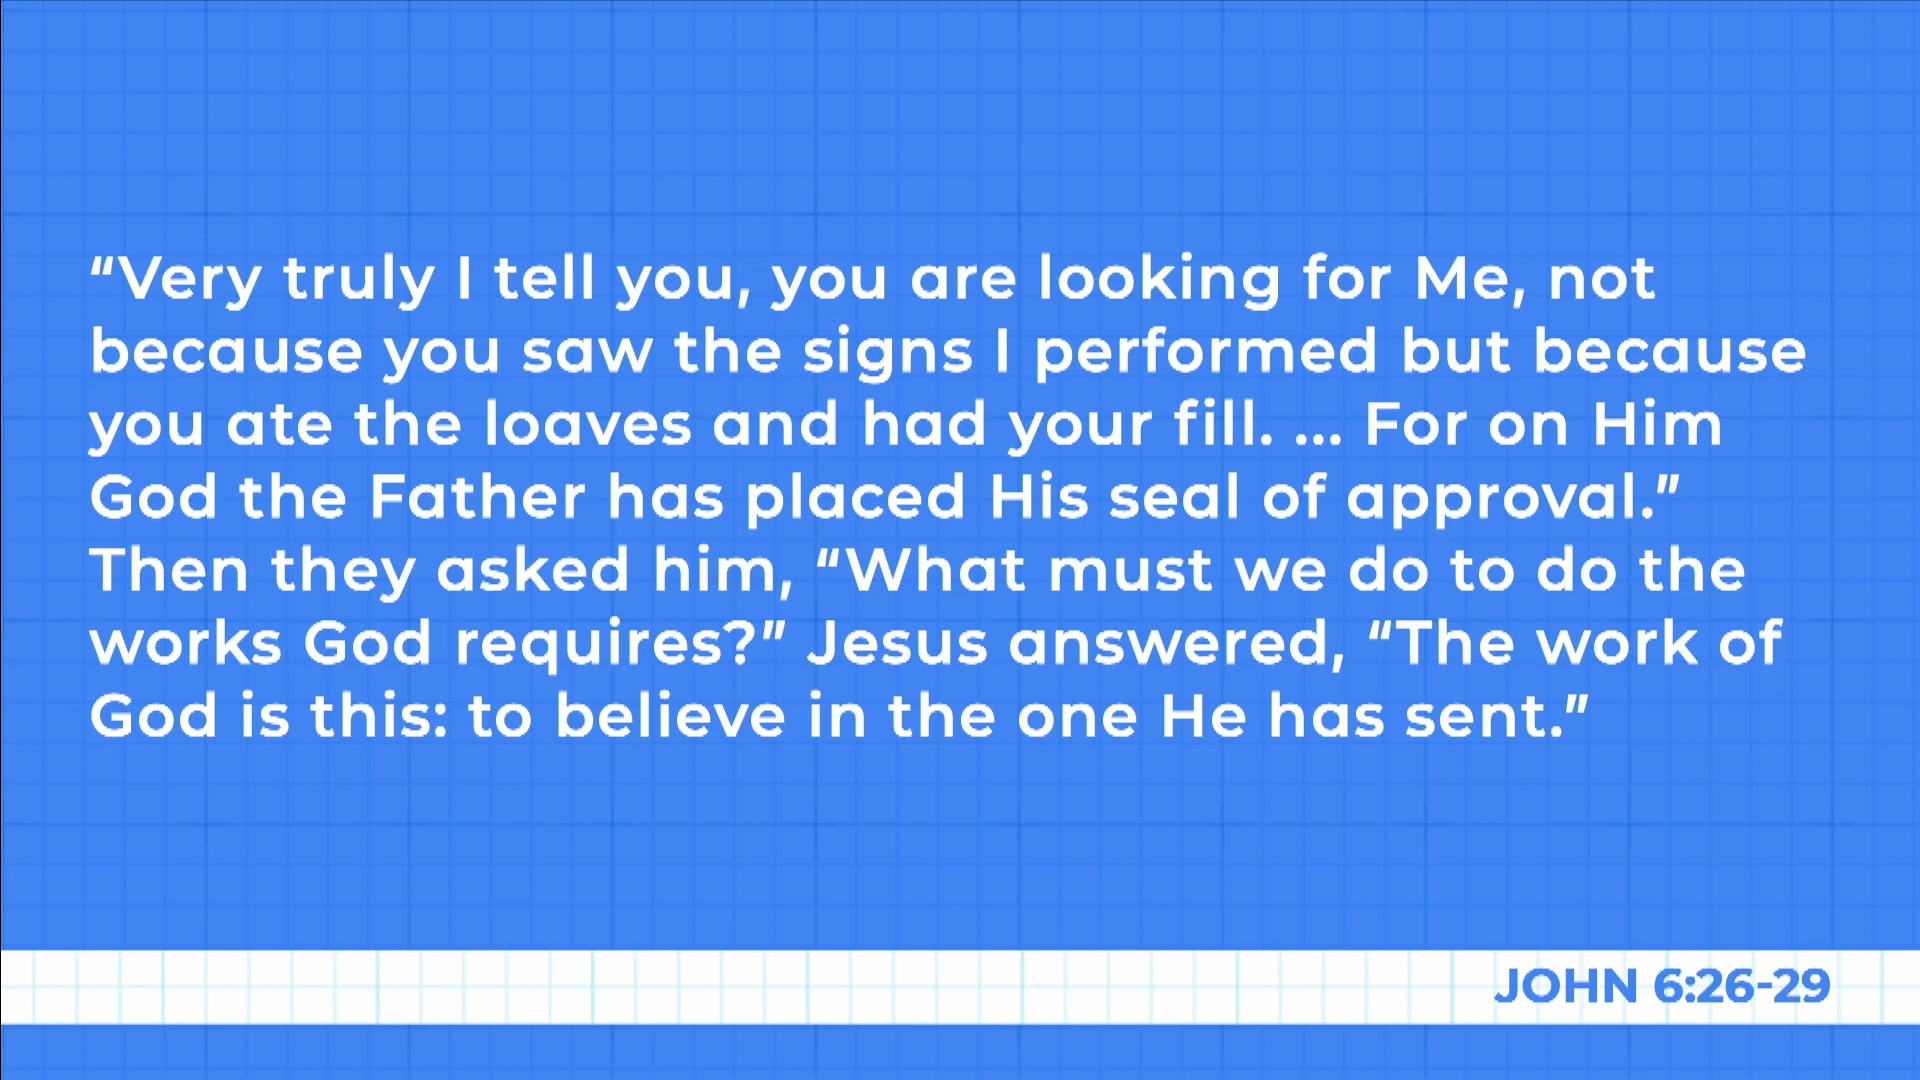 “Very truly I tell you, you are looking for Me, not
because you saw the signs I performed but because
you ate the loaves and had your fill. ... For on Him
God the Father has placed His seal of approval.”
Then they asked him, “What must we do to do the
works God requires?” Jesus answered, “The work of
God is this: to believe in the one He has sent.”
JOHN 6:26-29